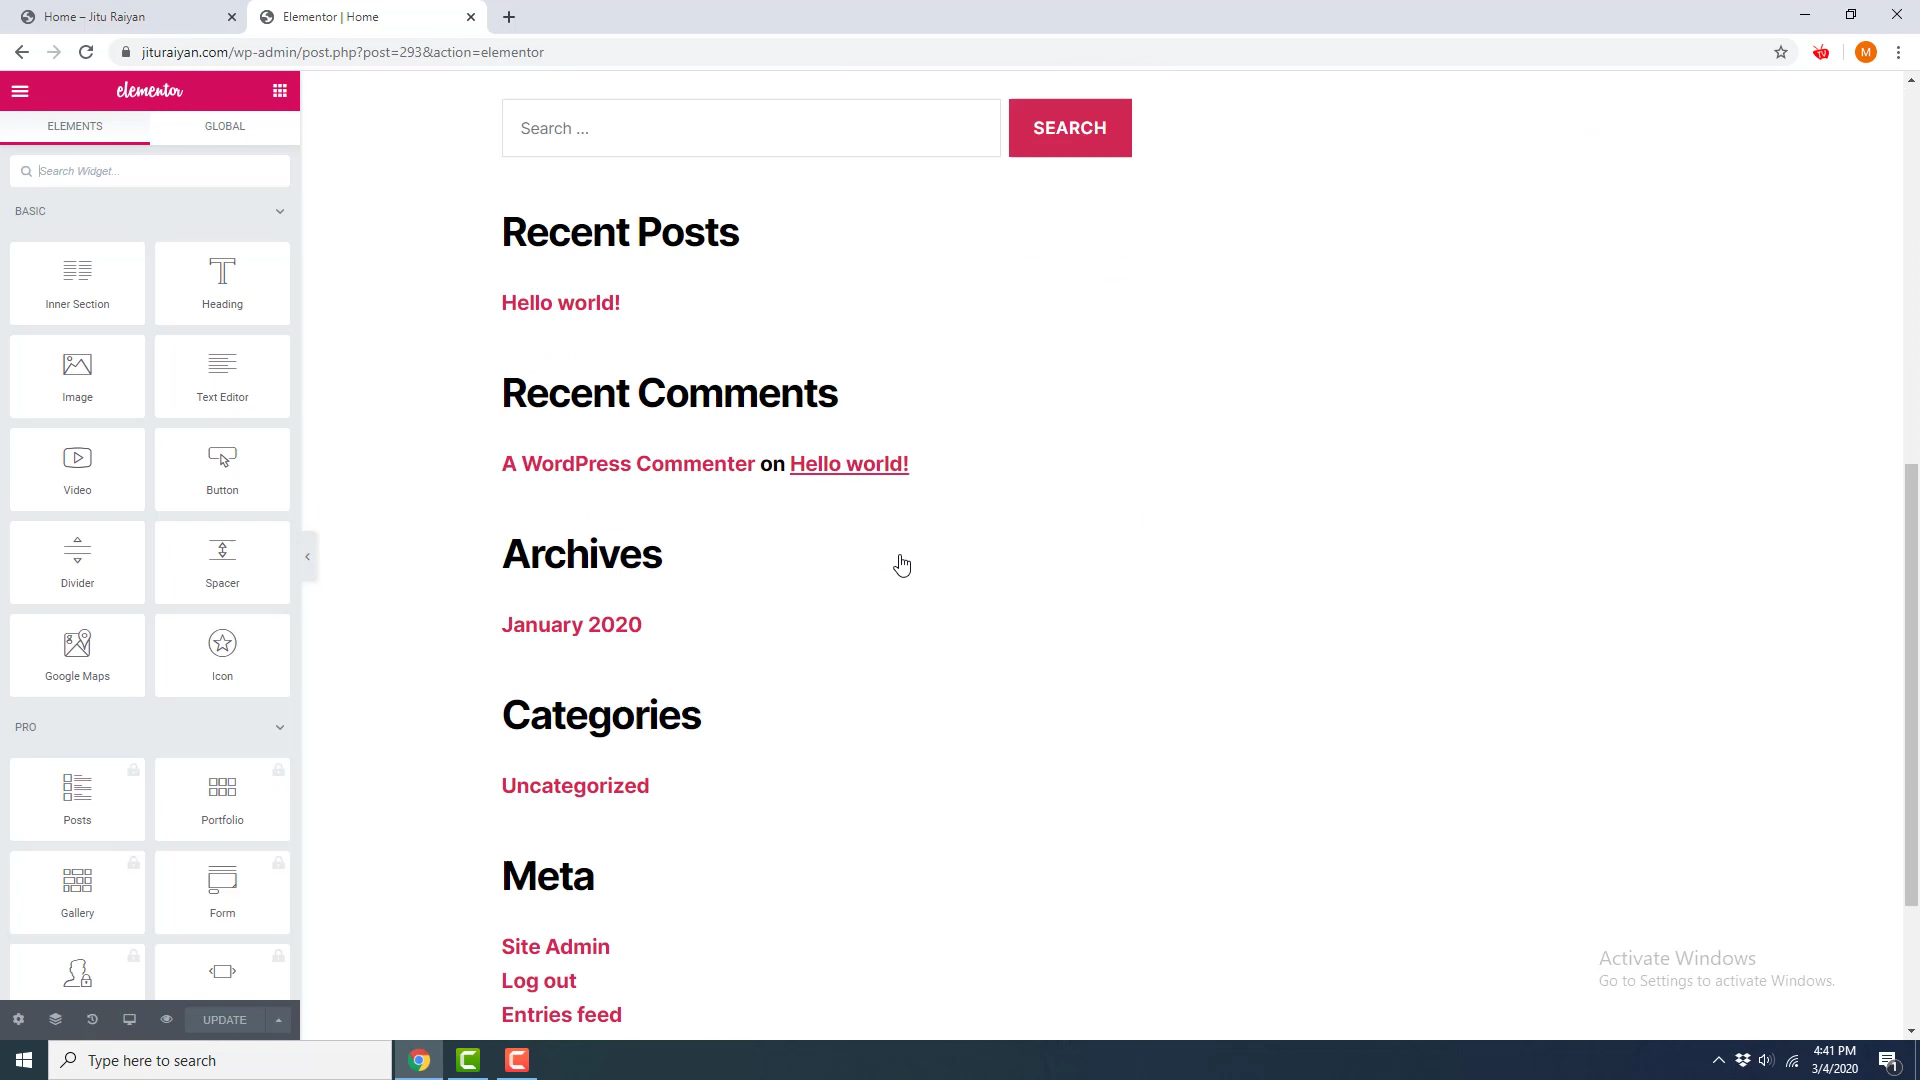 Home – Jitu Raiyan
Elementor | Home
jituraiyan.com/wp-admin/post.php?post=293&action=elementor
M
elementor
ELEMENTS
GLOBAL
Search Widget...
BASIC
Inner Section
Heading
Image
Text Editor
Video
Button
Divider
Spacer
Google Maps
Icon
PRO
Posts
Portfolio
Gallery
Form
UPDATE
Search …
SEARCH
Recent Posts
Hello world!
Recent Comments
A WordPress Commenter on Hello world!
Archives
January 2020
Categories
Uncategorized
Meta
Site Admin
Log out
Entries feed
Activate Windows
Go to Settings to activate Windows.
Type here to search
4:41 PM
3/4/2020
1